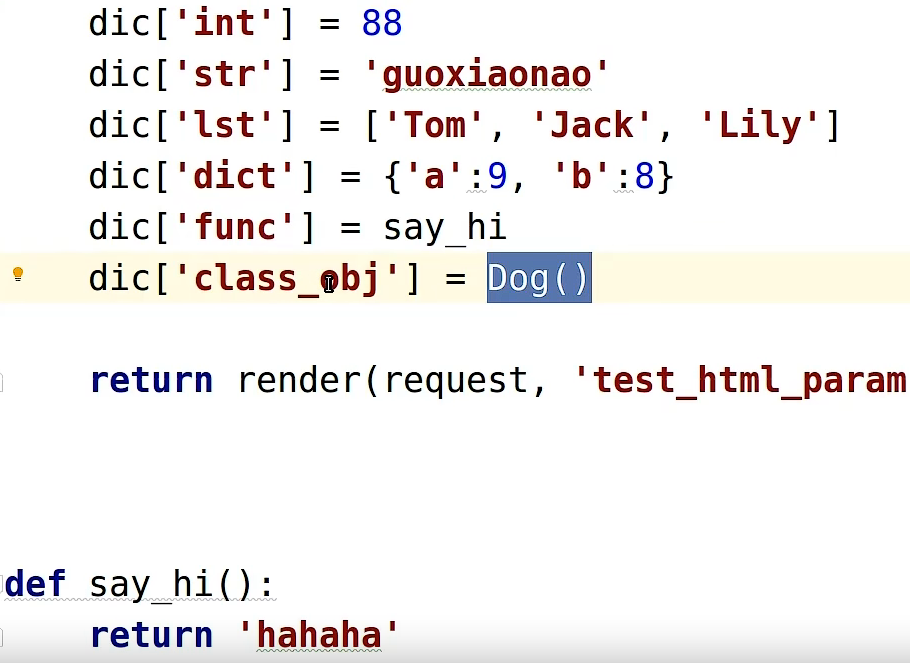 dic['int'] = 88
dic['str'] = 'guoxiaonao'
dic['lst'] = ['Tom', 'Jack', 'Lily']
dic['dict'] = {'a':9, 'b':8}
dic['func'] = say_hi
dic['class_obj'] = Dog()
return render(request, 'test_html_param
def say_hi():
return 'hahaha'